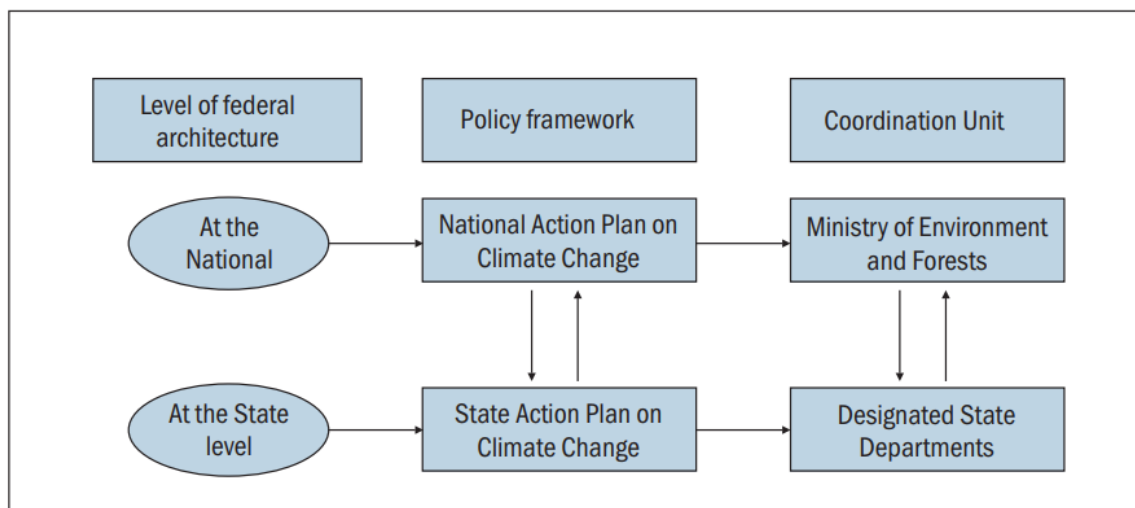 Level of federal
architecture
Policy framework
Coordination Unit
At the
National
National Action Plan on
Climate Change
Ministry of Environment
and Forests
At the State
level
State Action Plan on
Climate Change
Designated State
Departments